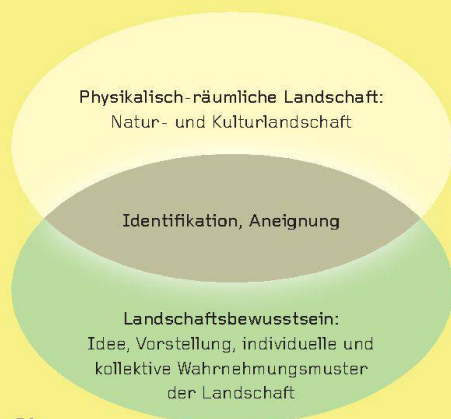 Physikalisch-räumliche Landschaft:
Natur- und Kulturlandschaft
Identifikation, Aneignung
Landschaftsbewusstsein:
Idee, Vorstellung, individuelle und
kollektive Wahrnehmungsmuster
der Landschaft